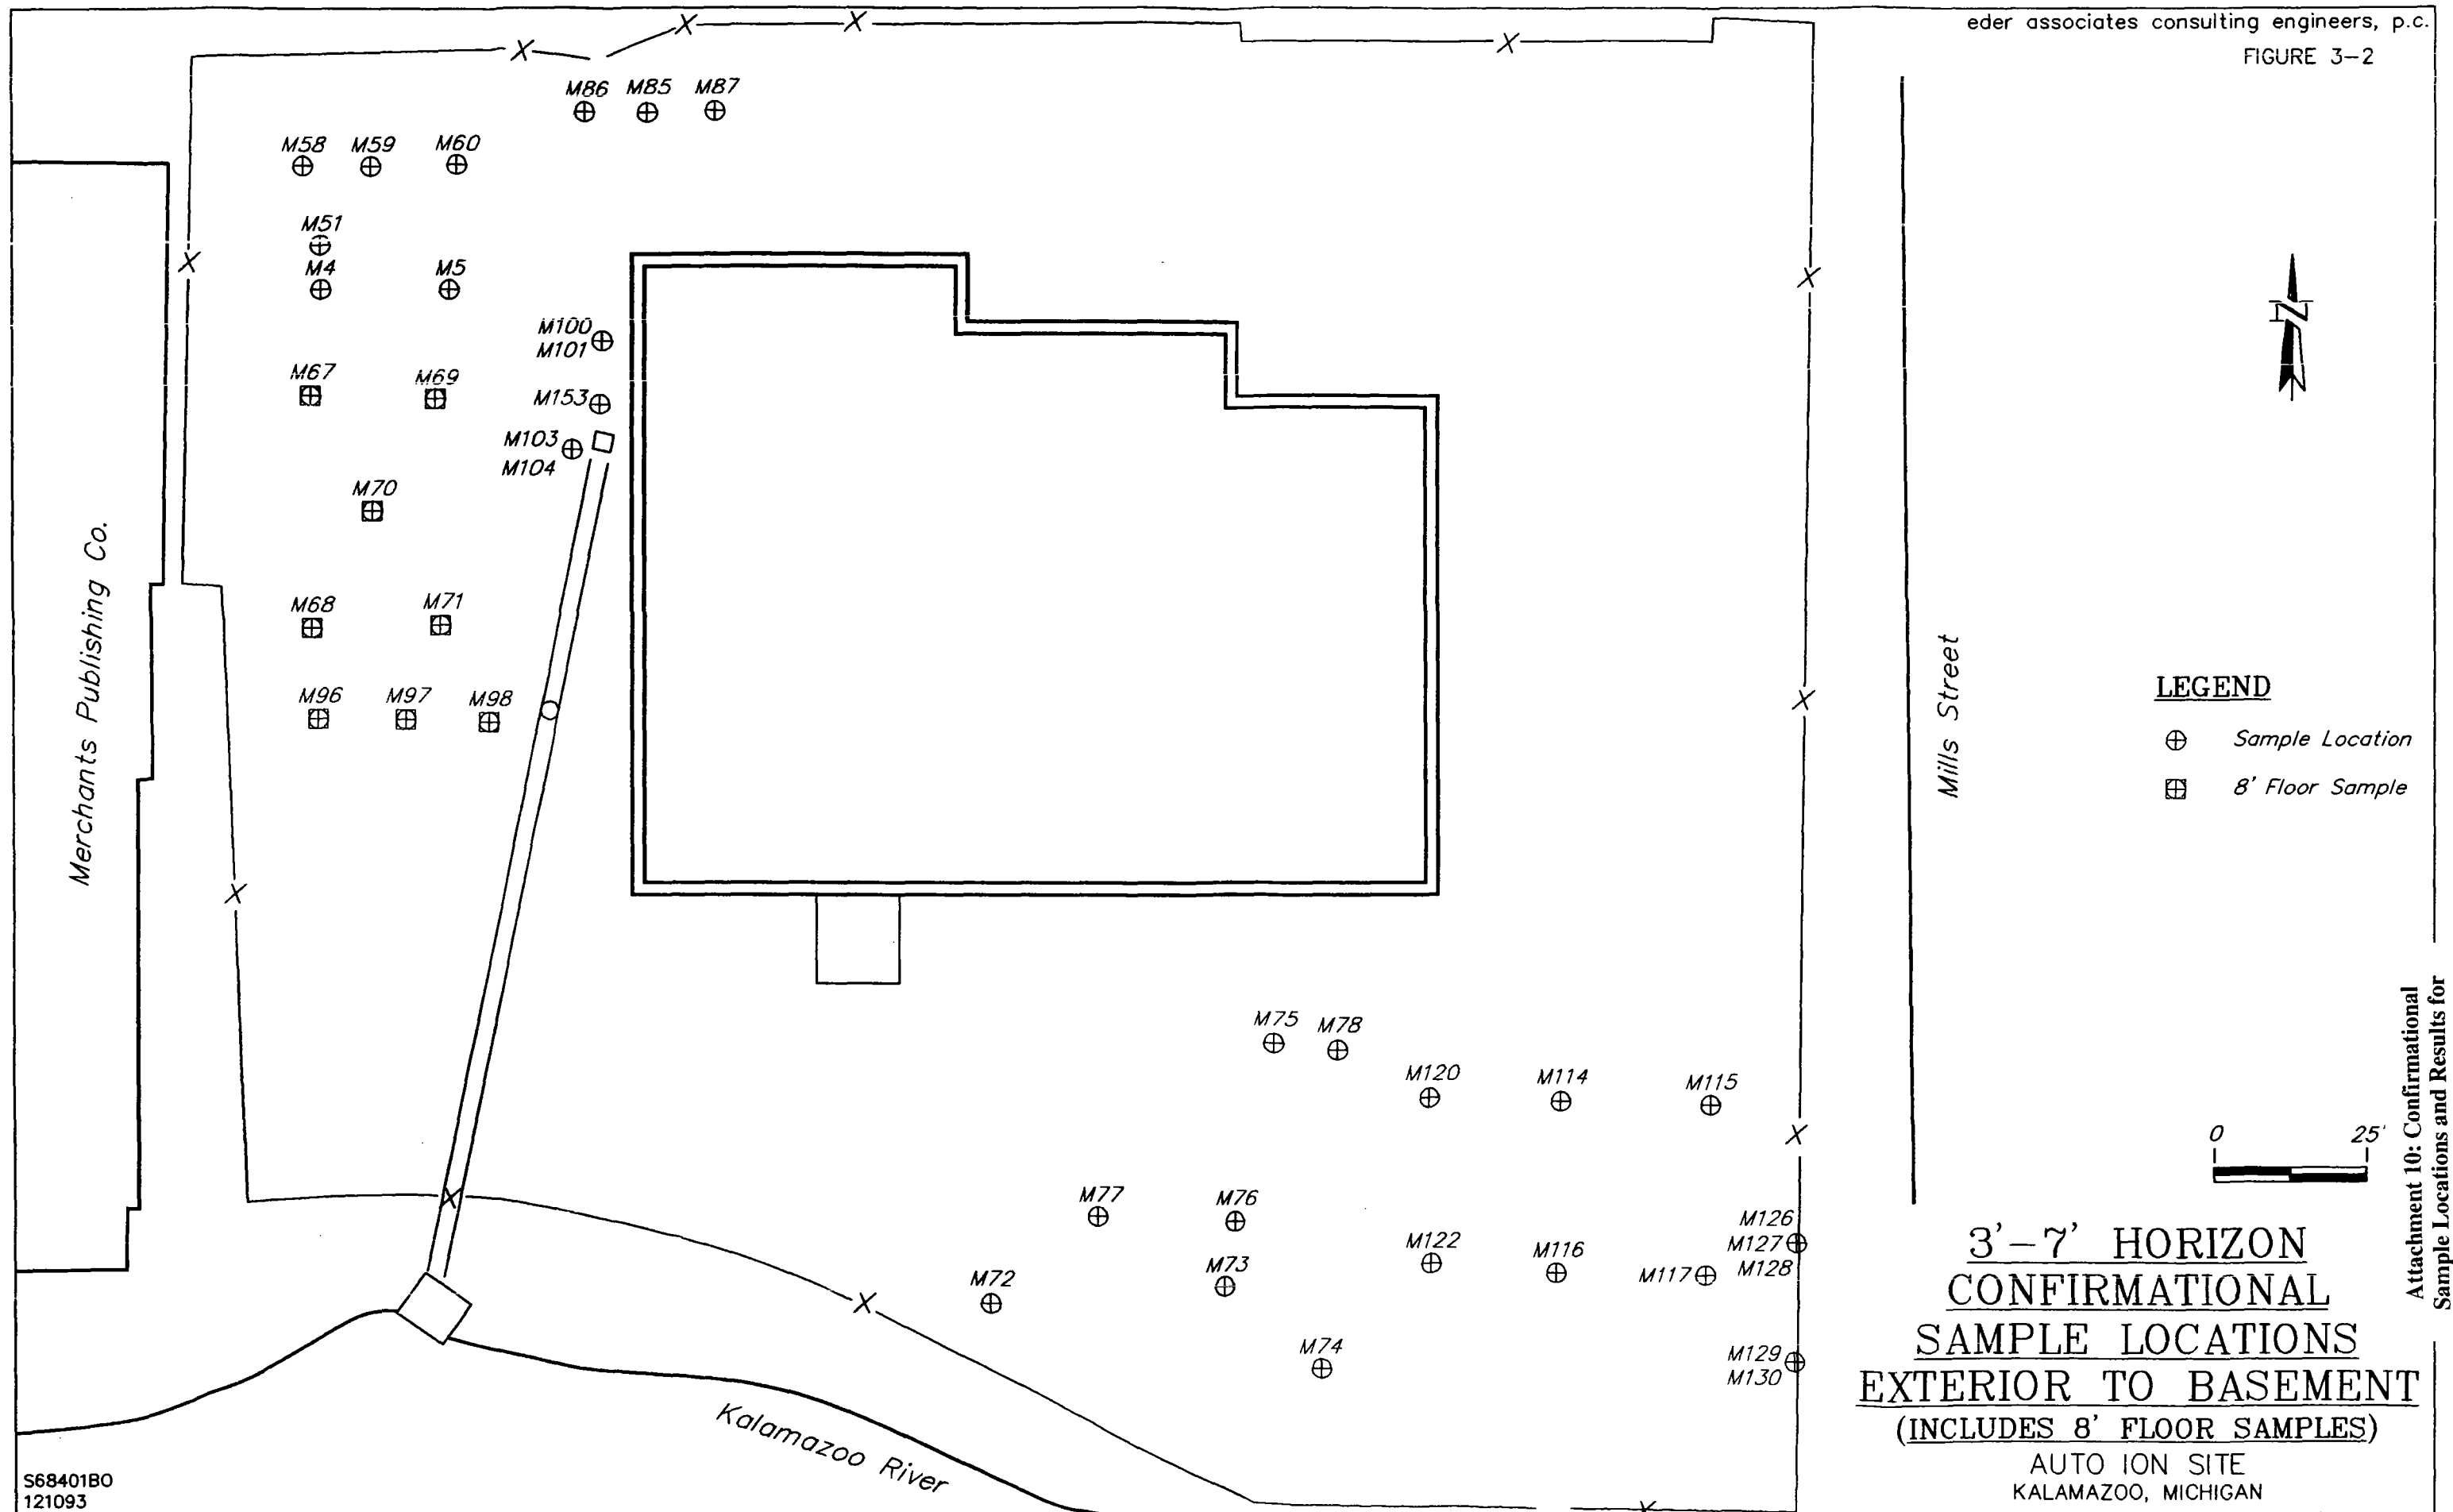 eder associates consulting engineers, p.c.
FIGURE 3-2
M86 M85 M87
M58 M59 M60
M51
M4 M5
M100
M101
M67 M69
M153
M103
M104
M70
M68 M71
M96 M97 M98
Merchants Publishing Co.
Mills Street
N
LEGEND
Sample Location
8' Floor Sample
M75 M78
M120 M114 M115
0 25'
M77 M76
M126
M127
M128
M122 M116 M117
M72 M73
M74
M129
M130
Kalamazoo River
3'-7' HORIZON
CONFIRMATIONAL
SAMPLE LOCATIONS
EXTERIOR TO BASEMENT
(INCLUDES 8' FLOOR SAMPLES)
AUTO ION SITE
KALAMAZOO, MICHIGAN
S68401B0
121093
Attachment 10: Confirmational
Sample Locations and Results for